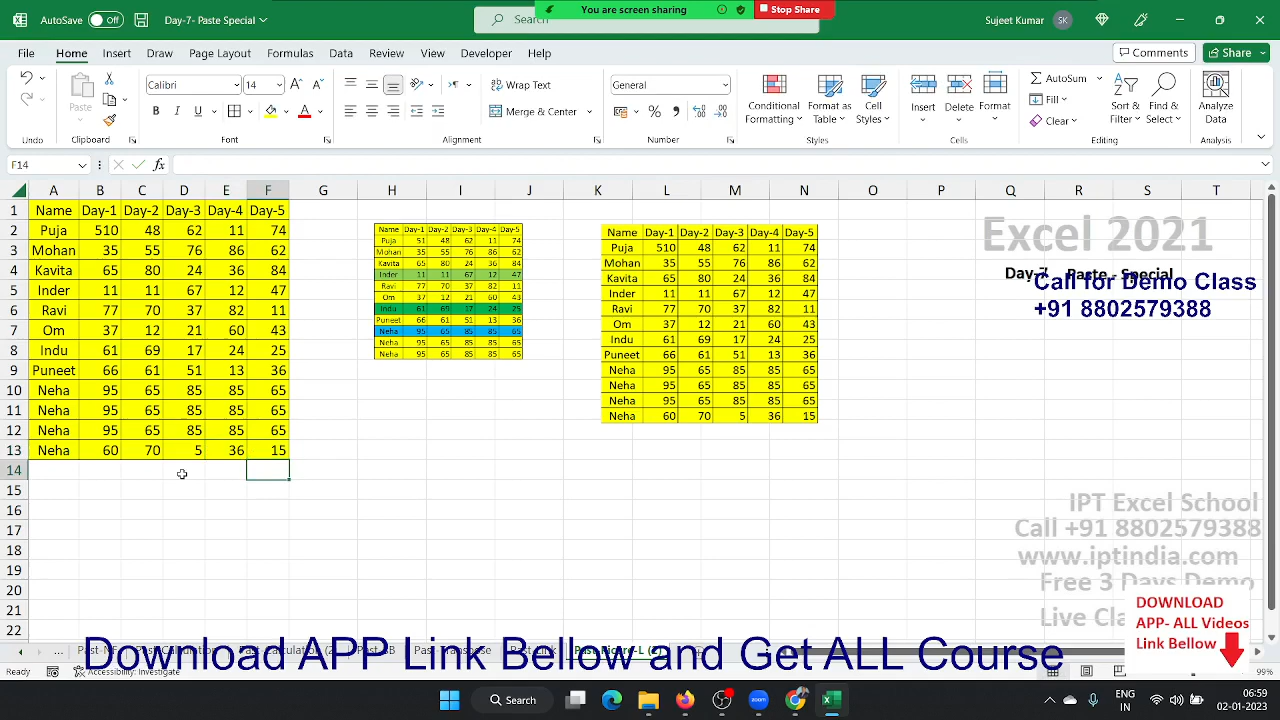 Day-7- Paste Special
AutoSave Off
Search
You are screen sharing
Stop Share
Sujeet Kumar SK
File Home Insert Page Layout Formulas Data Review View Developer Help
Comments Share
Calibri 14
General
Wrap Text
Merge & Center
AutoSum
Fill
Clear
Paste
Conditional Formatting
Format as Table
Cell Styles
Insert Delete Format
Sort & Filter
Find & Select
Analyze Data
Undo Clipboard Font Alignment Number Styles Cells Editing
F14
A B C D E F G H I J K L M N O P Q R S T
1 Name Day-1 Day-2 Day-3 Day-4 Day-5
2 Puja 510 48 62 11 74
3 Mohan 35 55 76 86 62
4 Kavita 65 80 24 36 84
5 Inder 11 11 67 12 47
6 Ravi 77 70 37 82 11
7 Om 37 12 21 60 43
8 Indu 61 69 17 24 25
9 Puneet 66 61 51 13 36
10 Neha 95 65 85 85 65
11 Neha 95 65 85 85 65
12 Neha 95 65 85 85 65
13 Neha 60 70 5 36 15
14
15
16
17
18
19
20
21
22
Name Day-1 Day-2 Day-3 Day-4 Day-5
Puja 51 48 62 11 74
Mohan 35 55 76 86 62
Kavita 65 80 24 36 84
Inder 11 11 67 12 47
Ravi 77 70 37 82 11
Om 37 12 21 60 43
Indu 61 69 17 24 25
Puneet 66 61 51 13 36
Neha 95 65 85 85 65
Neha 95 65 85 85 65
Neha 95 65 85 85 65
Name Day-1 Day-2 Day-3 Day-4 Day-5
Puja 510 48 62 11 74
Mohan 35 55 76 86 62
Kavita 65 80 24 36 84
Inder 11 11 67 12 47
Ravi 77 70 37 82 11
Om 37 12 21 60 43
Indu 61 69 17 24 25
Puneet 66 61 51 13 36
Neha 95 65 85 85 65
Neha 95 65 85 85 65
Neha 95 65 85 85 65
Neha 60 70 5 36 15
Excel 2021
Paste - Special
Call for Demo Class
+91 8802579388
IPT Excel School
Call +91 8802579388
www.iptindia.com
Free 3 Days Demo
Live
DOWNLOAD
APP- ALL Videos
Link Bellow
Download APP Link Bellow and Get ALL Course
Ready Accessibility: Investigate
Search
zoom
ENG
IN
06:59
02-01-2023